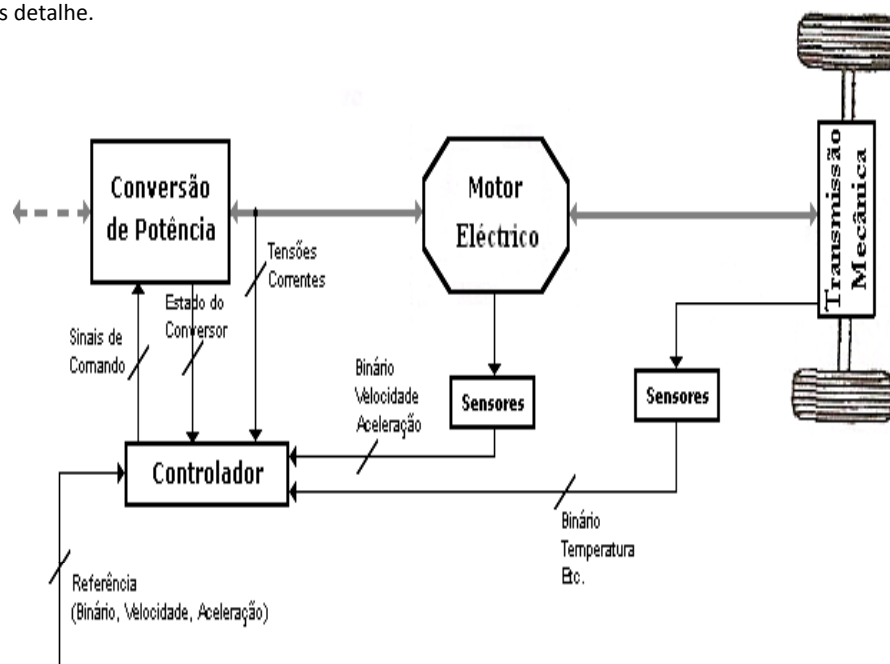 s detalhe.
Conversão
de Potência
Motor
Eléctrico
Transmissão
Mecânica
Tensões
Correntes
Estado do
Conversor
Sinais de
Comando
Binário
Velocidade
Aceleração
Sensores
Sensores
Controlador
Binário
Temperatura
Etc.
Referência
(Binário, Velocidade, Aceleração)